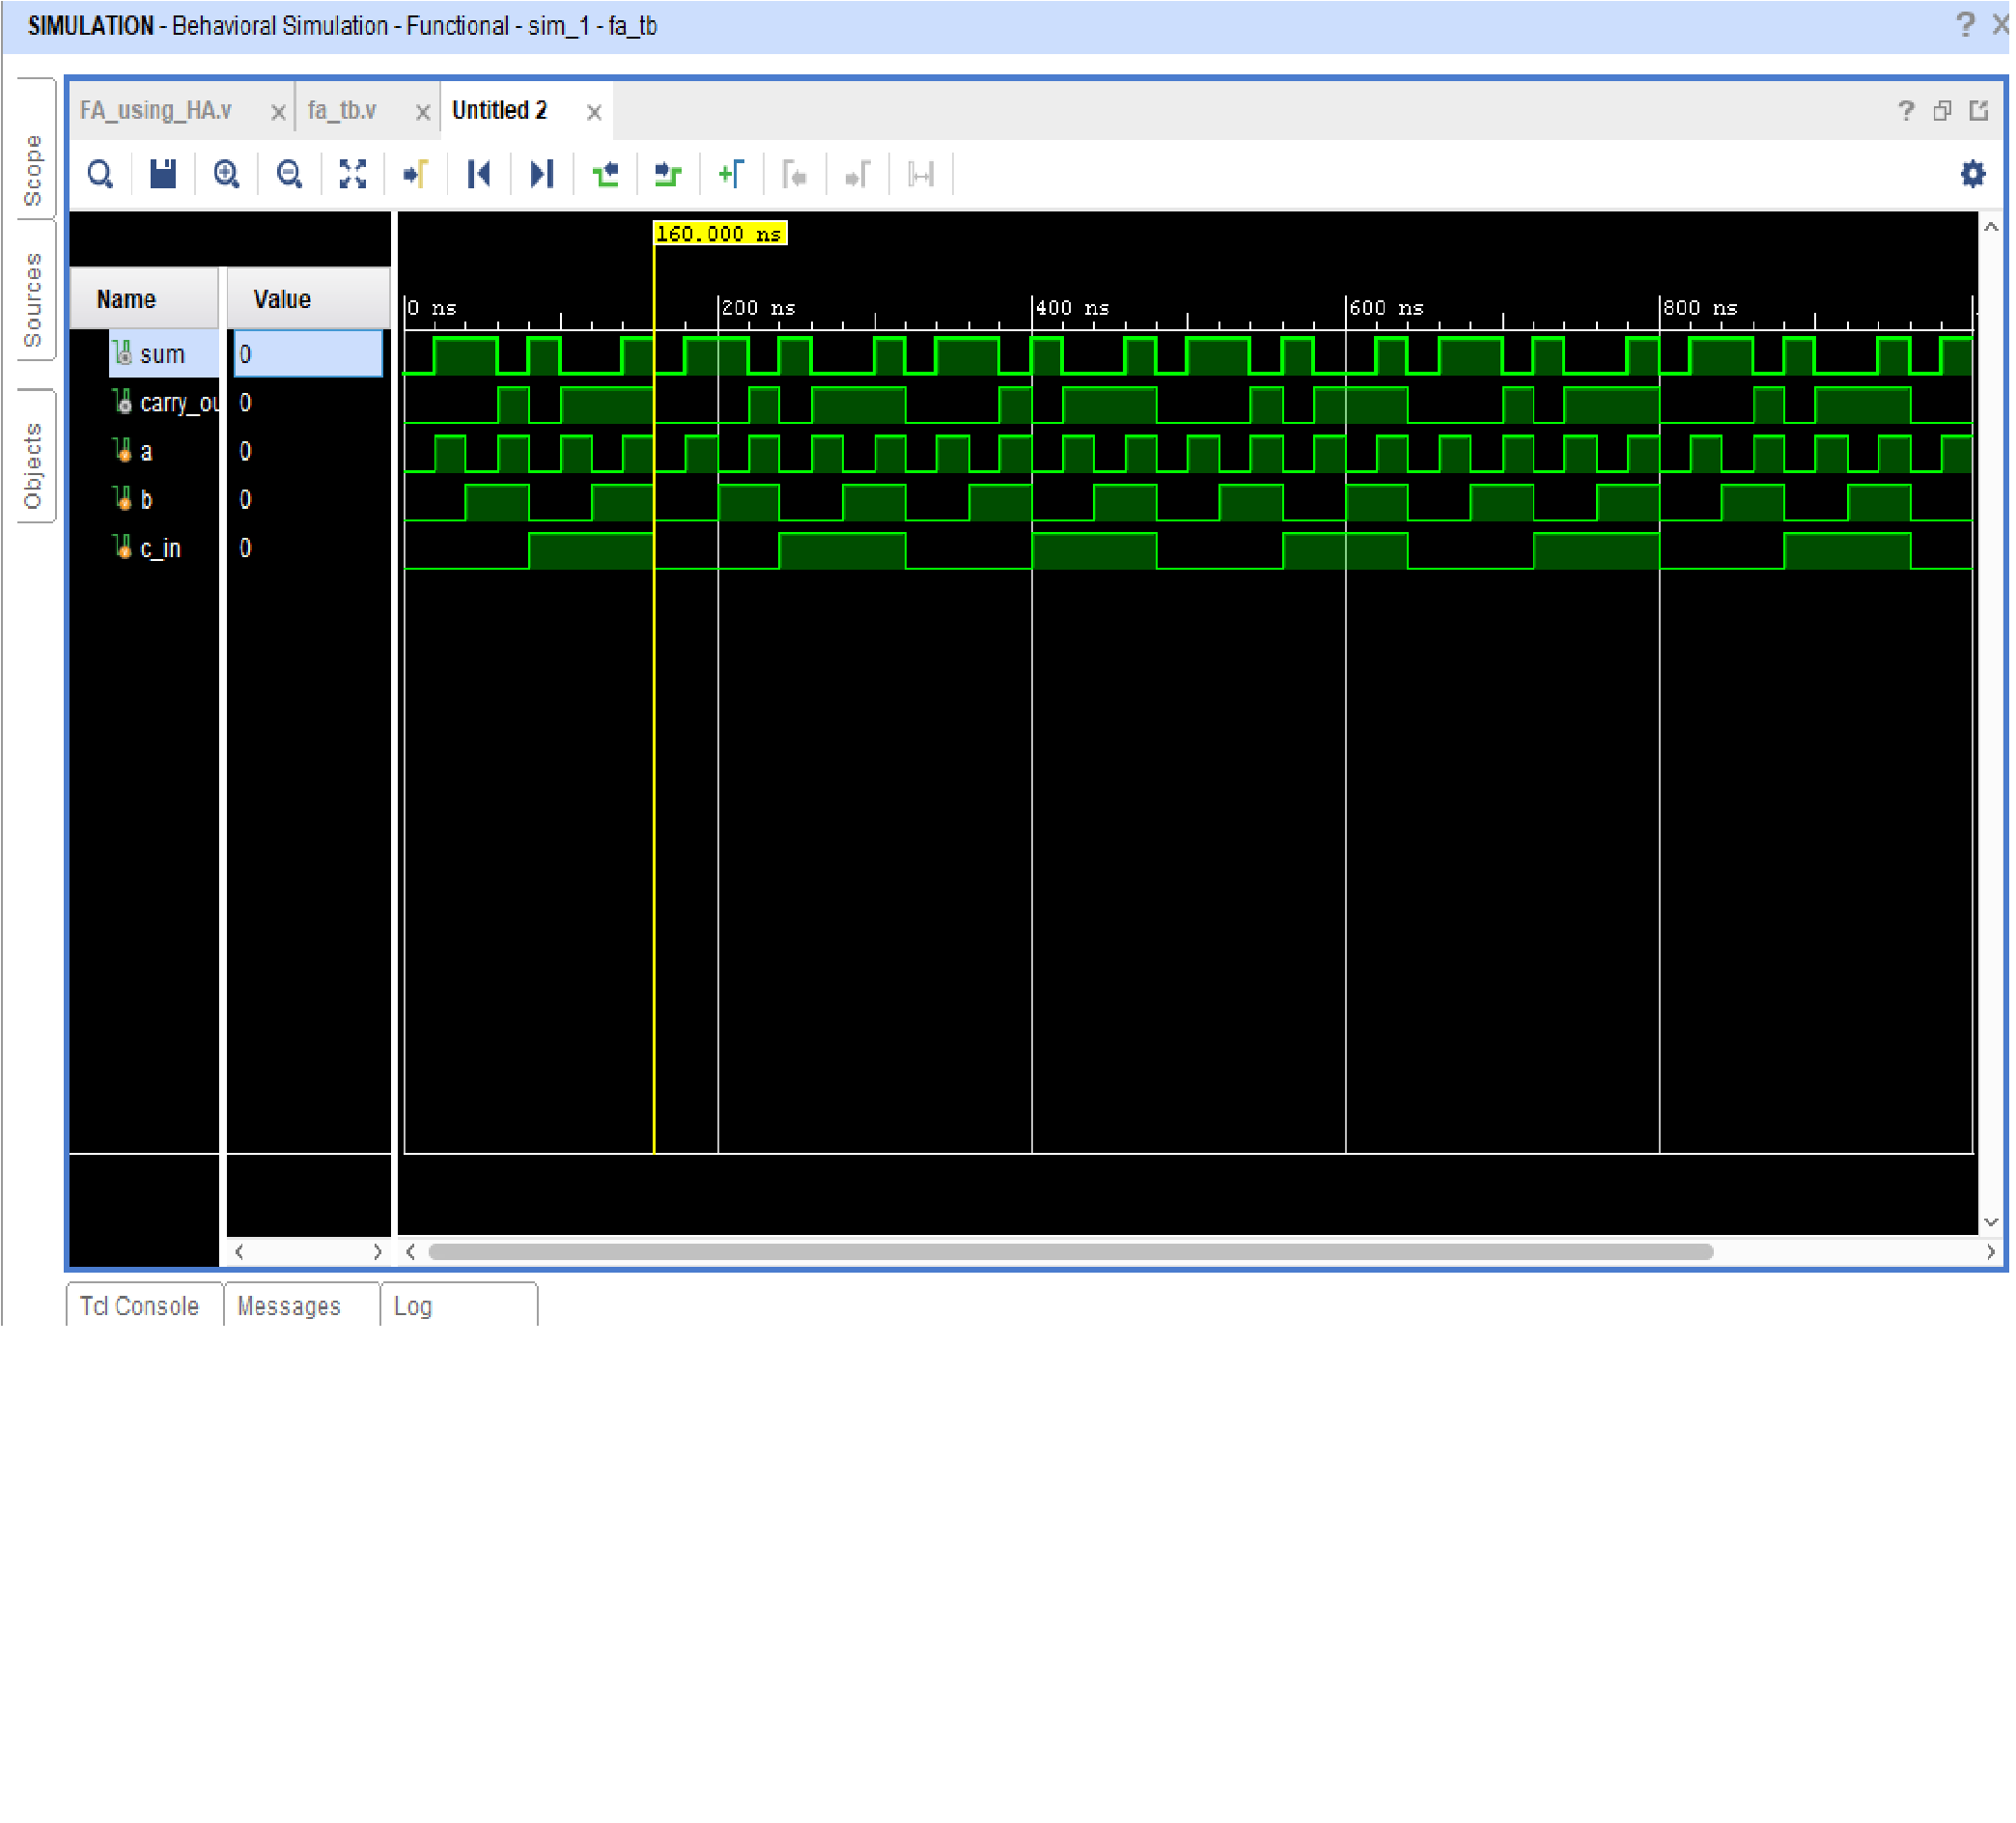 SIMULATION - Behavioral Simulation - Functional - sim_1 - fa_tb
FA_using_HA.v
fa_tb.v
Untitled 2
Scope
Sources
Objects
160.000 ns
Name
Value
0 ns
200 ns
400 ns
600 ns
800 ns
sum
0
carry_ou
0
a
0
b
0
c_in
0
Tcl Console
Messages
Log